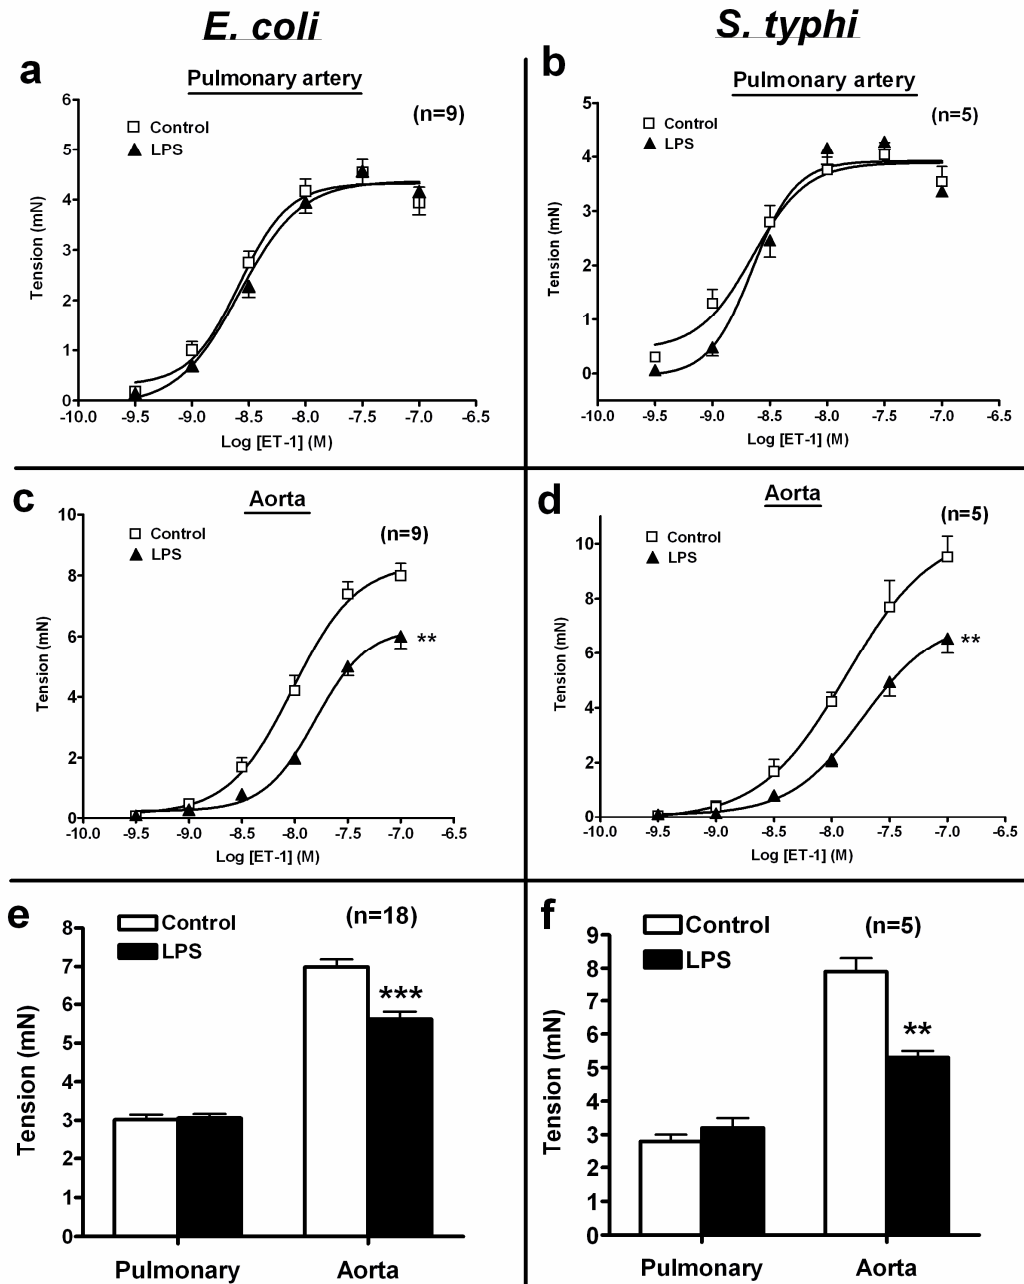 E. coli
S. typhi
a
Pulmonary artery
(n=9)
Control
LPS
6
5
4
3
2
1
0
Tension (mN)
-10.0 -9.5 -9.0 -8.5 -8.0 -7.5 -7.0 -6.5
Log [ET-1] (M)
b
Pulmonary artery
(n=5)
Control
LPS
5
4
3
2
1
0
Tension (mN)
-10.0 -9.5 -9.0 -8.5 -8.0 -7.5 -7.0 -6.5
Log [ET-1] (M)
c
Aorta
(n=9)
Control
LPS
10
8
6
4
2
0
Tension (mN)
**
-10.0 -9.5 -9.0 -8.5 -8.0 -7.5 -7.0 -6.5
Log [ET-1] (M)
d
Aorta
(n=5)
Control
LPS
10
8
6
4
2
0
Tension (mN)
**
-10.0 -9.5 -9.0 -8.5 -8.0 -7.5 -7.0 -6.5
Log [ET-1] (M)
e
Control
LPS
(n=18)
8
7
6
5
4
3
2
1
0
Tension (mN)
***
Pulmonary Aorta
f
Control
LPS
(n=5)
9
8
7
6
5
4
3
2
1
0
Tension (mN)
**
Pulmonary Aorta